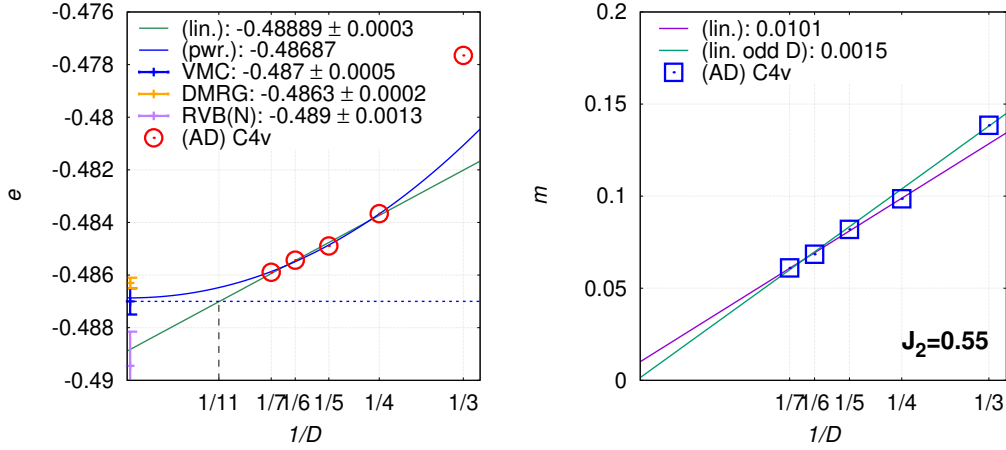 -0.476
-0.478
-0.48
-0.482
-0.484
-0.486
-0.488
-0.49
e
(lin.): -0.48889 ± 0.0003
(pwr.): -0.48687
VMC: -0.487 ± 0.0005
DMRG: -0.4863 ± 0.0002
RVB(N): -0.489 ± 0.0013
(AD) C4v
1/11 1/7 1/6 1/5 1/4 1/3
1/D
0.2
0.15
0.1
0.05
0
m
(lin.): 0.0101
(lin. odd D): 0.0015
(AD) C4v
J₂=0.55
1/7 1/6 1/5 1/4 1/3
1/D